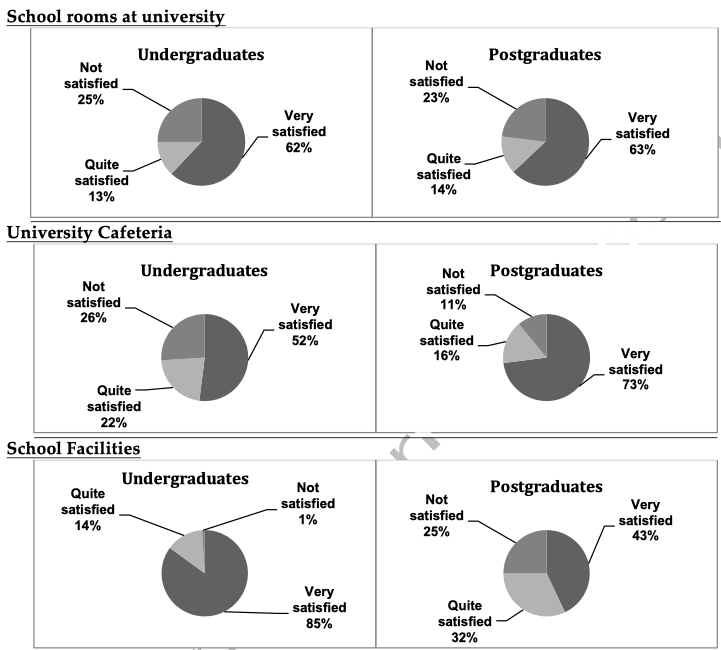 School rooms at university
Undergraduates
Not
satisfied
25%
Very
satisfied
62%
Quite
satisfied
13%
Postgraduates
Not
satisfied
23%
Very
satisfied
63%
Quite
satisfied
14%
University Cafeteria
Undergraduates
Not
satisfied
26%
Very
satisfied
52%
Quite
satisfied
22%
Postgraduates
Not
satisfied
11%
Quite
satisfied
16%
Very
satisfied
73%
School Facilities
Undergraduates
Quite
satisfied
14%
Not
satisfied
1%
Very
satisfied
85%
Postgraduates
Not
satisfied
25%
Very
satisfied
43%
Quite
satisfied
32%